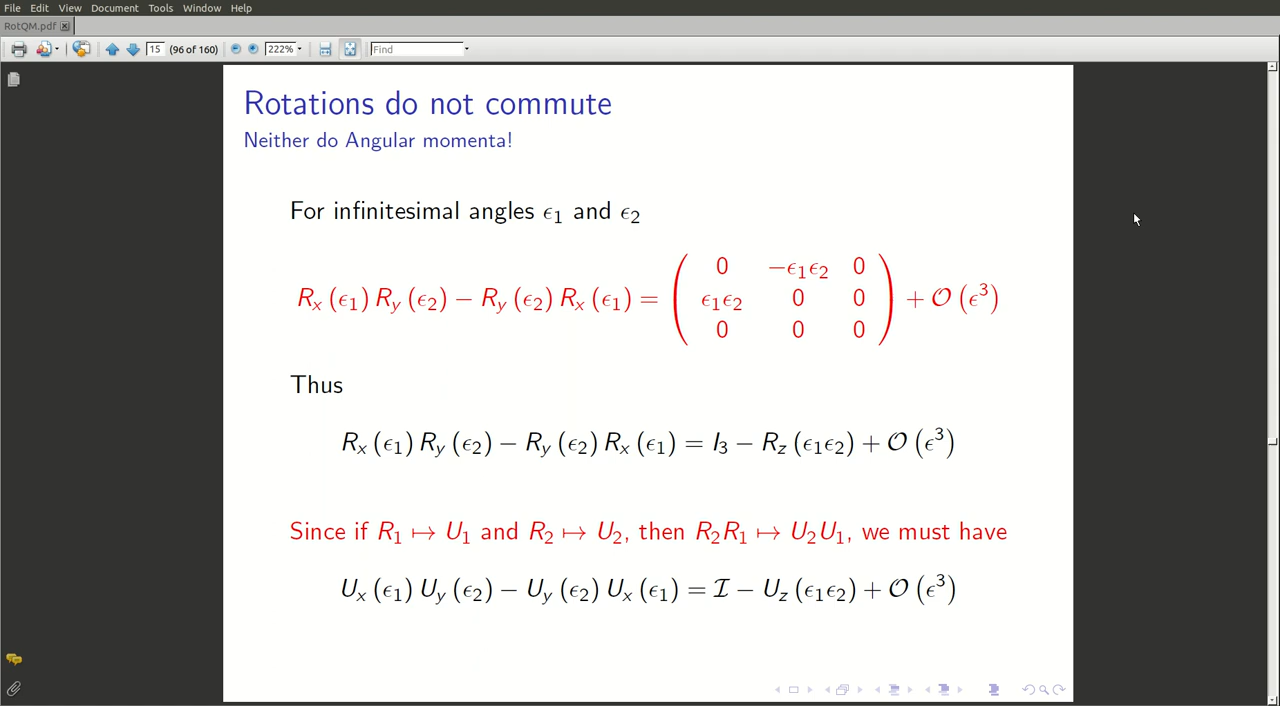 File Edit View Document Tools Window Help
RotQM.pdf
15 (96 of 160) 222% Find
Rotations do not commute
Neither do Angular momenta!
For infinitesimal angles ϵ₁ and ϵ₂
Rₓ (ϵ₁) R_y (ϵ₂) − R_y (ϵ₂) Rₓ (ϵ₁) = ( 0 −ϵ₁ϵ₂ 0
ϵ₁ϵ₂ 0 0
0 0 0 ) + 𝒪 (ϵ³)
Thus
Rₓ (ϵ₁) R_y (ϵ₂) − R_y (ϵ₂) Rₓ (ϵ₁) = I₃ − R_z (ϵ₁ϵ₂) + 𝒪 (ϵ³)
Since if R₁ ↦ U₁ and R₂ ↦ U₂, then R₂R₁ ↦ U₂U₁, we must have
Uₓ (ϵ₁) U_y (ϵ₂) − U_y (ϵ₂) Uₓ (ϵ₁) = ℐ − U_z (ϵ₁ϵ₂) + 𝒪 (ϵ³)